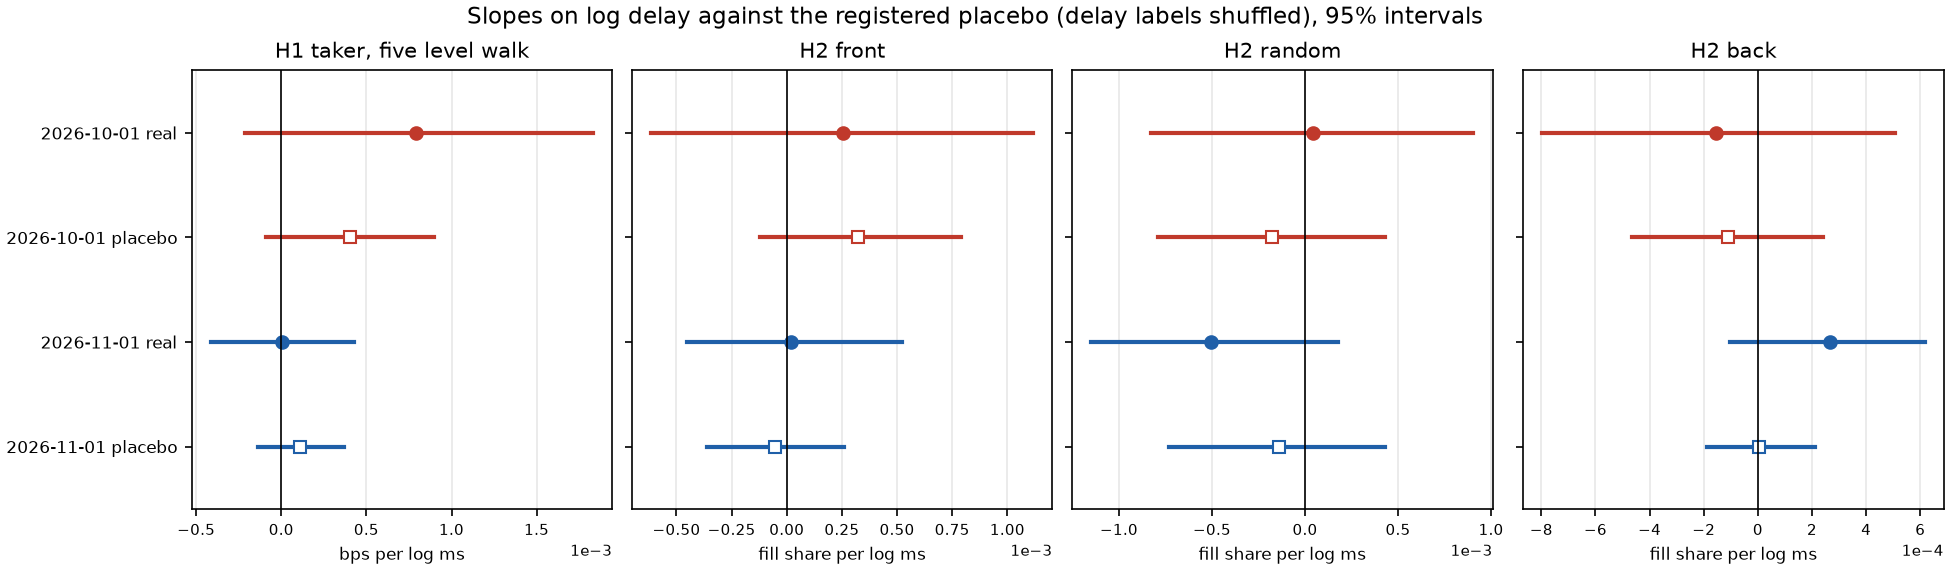 Slopes on log delay against the registered placebo (delay labels shuffled), 95% intervals
H1 taker, five level walk
H2 front
H2 random
H2 back
2026-10-01 real
2026-10-01 placebo
2026-11-01 real
2026-11-01 placebo
−0.5 0.0 0.5 1.0 1.5
1e−3
bps per log ms
−0.50 −0.25 0.00 0.25 0.50 0.75 1.00
1e−3
fill share per log ms
−1.0 −0.5 0.0 0.5 1.0
1e−3
fill share per log ms
−8 −6 −4 −2 0 2 4 6
1e−4
fill share per log ms